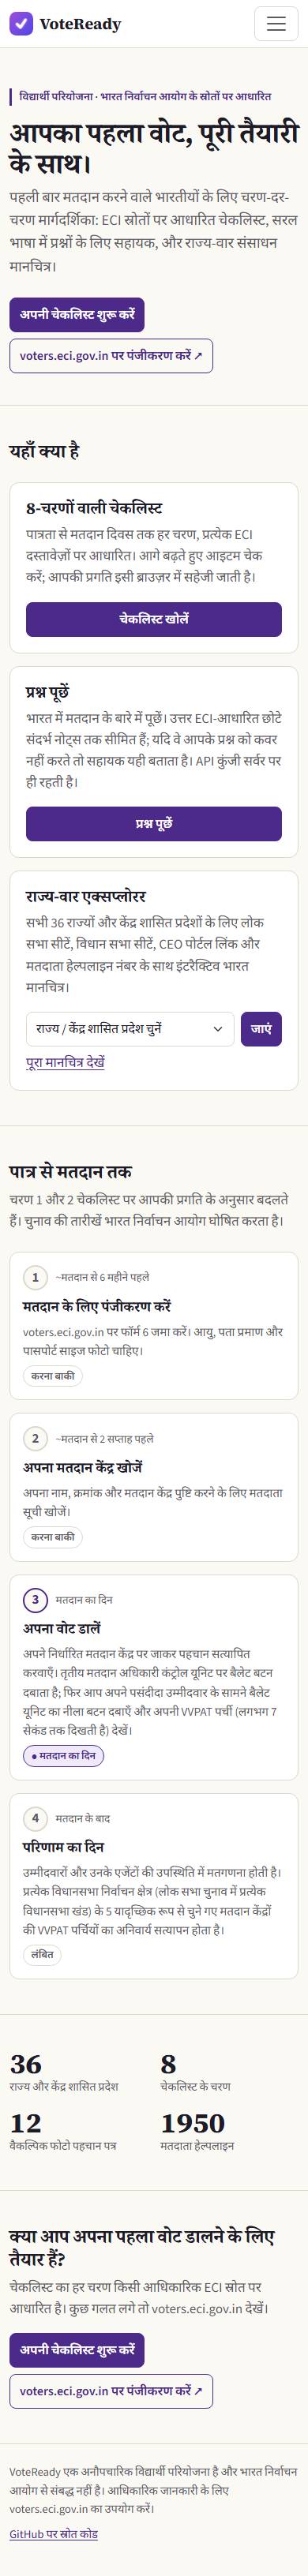 VoteReady
विद्यार्थी परियोजना · भारत निर्वाचन आयोग के स्रोतों पर आधारित
आपका पहला वोट, पूरी तैयारी
के साथ।
पहली बार मतदान करने वाले भारतीयों के लिए चरण-दर-
चरण मार्गदर्शिका: ECI स्रोतों पर आधारित चेकलिस्ट, सरल
भाषा में प्रश्नों के लिए सहायक, और राज्य-वार संसाधन
मानचित्र।
अपनी चेकलिस्ट शुरू करें
voters.eci.gov.in पर पंजीकरण करें ↗
यहाँ क्या है
8-चरणों वाली चेकलिस्ट
पात्रता से मतदान दिवस तक हर चरण, प्रत्येक ECI
दस्तावेज़ों पर आधारित। आगे बढ़ते हुए आइटम चेक
करें; आपकी प्रगति इसी ब्राउज़र में सहेजी जाती है।
चेकलिस्ट खोलें
प्रश्न पूछें
भारत में मतदान के बारे में पूछें। उत्तर ECI-आधारित छोटे
संदर्भ नोट्स तक सीमित हैं; यदि वे आपके प्रश्न को कवर
नहीं करते तो सहायक यही बताता है। API कुंजी सर्वर पर
ही रहती है।
प्रश्न पूछें
राज्य-वार एक्सप्लोरर
सभी 36 राज्यों और केंद्र शासित प्रदेशों के लिए लोक
सभा सीटें, विधान सभा सीटें, CEO पोर्टल लिंक और
मतदाता हेल्पलाइन नंबर के साथ इंटरैक्टिव भारत
मानचित्र।
राज्य / केंद्र शासित प्रदेश चुनें
जाएं
पूरा मानचित्र देखें
पात्र से मतदान तक
चरण 1 और 2 चेकलिस्ट पर आपकी प्रगति के अनुसार बदलते
हैं। चुनाव की तारीखें भारत निर्वाचन आयोग घोषित करता है।
1 ~मतदान से 6 महीने पहले
मतदान के लिए पंजीकरण करें
voters.eci.gov.in पर फॉर्म 6 जमा करें। आयु, पता प्रमाण और
पासपोर्ट साइज फोटो चाहिए।
करना बाकी
2 ~मतदान से 2 सप्ताह पहले
अपना मतदान केंद्र खोजें
अपना नाम, क्रमांक और मतदान केंद्र पुष्टि करने के लिए मतदाता
सूची खोजें।
करना बाकी
3 मतदान का दिन
अपना वोट डालें
अपने निर्धारित मतदान केंद्र पर जाकर पहचान सत्यापित
करवाएँ। तृतीय मतदान अधिकारी कंट्रोल यूनिट पर बैलेट बटन
दबाता है; फिर आप अपने पसंदीदा उम्मीदवार के सामने बैलेट
यूनिट का नीला बटन दबाएँ और अपनी VVPAT पर्ची (लगभग 7
सेकंड तक दिखती है) देखें।
● मतदान का दिन
4 मतदान के बाद
परिणाम का दिन
उम्मीदवारों और उनके एजेंटों की उपस्थिति में मतगणना होती है।
प्रत्येक विधानसभा निर्वाचन क्षेत्र (लोक सभा चुनाव में प्रत्येक
विधानसभा खंड) के 5 यादृच्छिक रूप से चुने गए मतदान केंद्रों
की VVPAT पर्चियों का अनिवार्य सत्यापन होता है।
लंबित
36
राज्य और केंद्र शासित प्रदेश
8
चेकलिस्ट के चरण
12
वैकल्पिक फोटो पहचान पत्र
1950
मतदाता हेल्पलाइन
क्या आप अपना पहला वोट डालने के लिए
तैयार हैं?
चेकलिस्ट का हर चरण किसी आधिकारिक ECI स्रोत पर
आधारित है। कुछ गलत लगे तो voters.eci.gov.in देखें।
अपनी चेकलिस्ट शुरू करें
voters.eci.gov.in पर पंजीकरण करें ↗
VoteReady एक अनौपचारिक विद्यार्थी परियोजना है और भारत निर्वाचन
आयोग से संबद्ध नहीं है। आधिकारिक जानकारी के लिए
voters.eci.gov.in का उपयोग करें।
GitHub पर स्रोत कोड